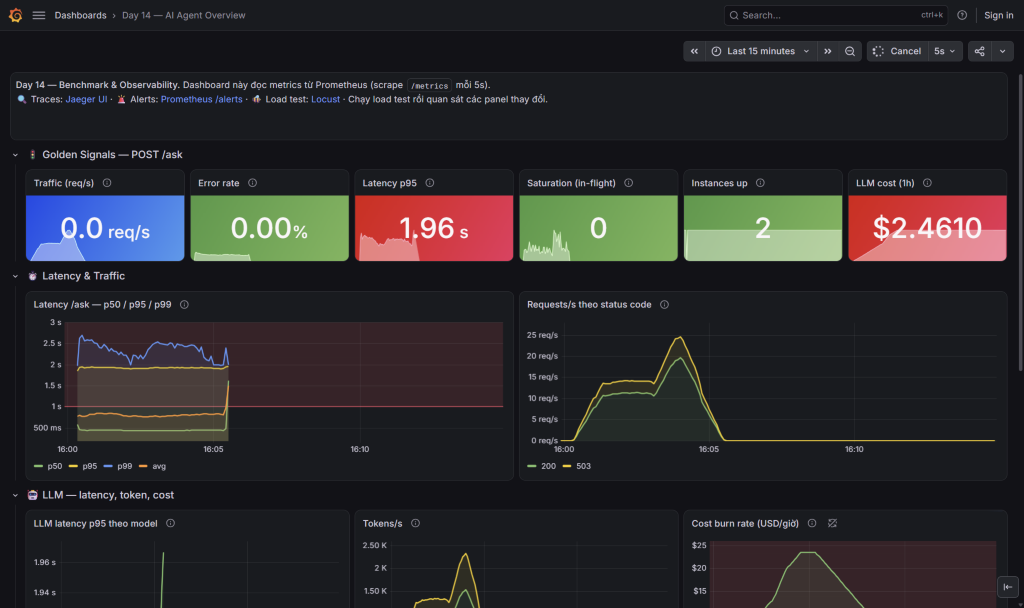 Dashboards › Day 14 — AI Agent Overview
Search... ctrl+k
Sign in
Last 15 minutes
Cancel 5s
Day 14 — Benchmark & Observability. Dashboard này đọc metrics từ Prometheus (scrape /metrics mỗi 5s).
🔍 Traces: Jaeger UI · 🚨 Alerts: Prometheus /alerts · 🐝 Load test: Locust · Chạy load test rồi quan sát các panel thay đổi.
🚦 Golden Signals — POST /ask
Traffic (req/s)
0.0 req/s
Error rate
0.00%
Latency p95
1.96 s
Saturation (in-flight)
0
Instances up
2
LLM cost (1h)
$2.4610
Latency & Traffic
Latency /ask — p50 / p95 / p99
3 s
2.5 s
2 s
1.5 s
1 s
500 ms
16:00 16:05 16:10
p50 p95 p99 avg
Requests/s theo status code
25 req/s
20 req/s
15 req/s
10 req/s
5 req/s
0 req/s
16:00 16:05 16:10
200 503
LLM — latency, token, cost
LLM latency p95 theo model
1.96 s
1.94 s
Tokens/s
2.50 K
2 K
1.50 K
Cost burn rate (USD/giờ)
$25
$20
$15